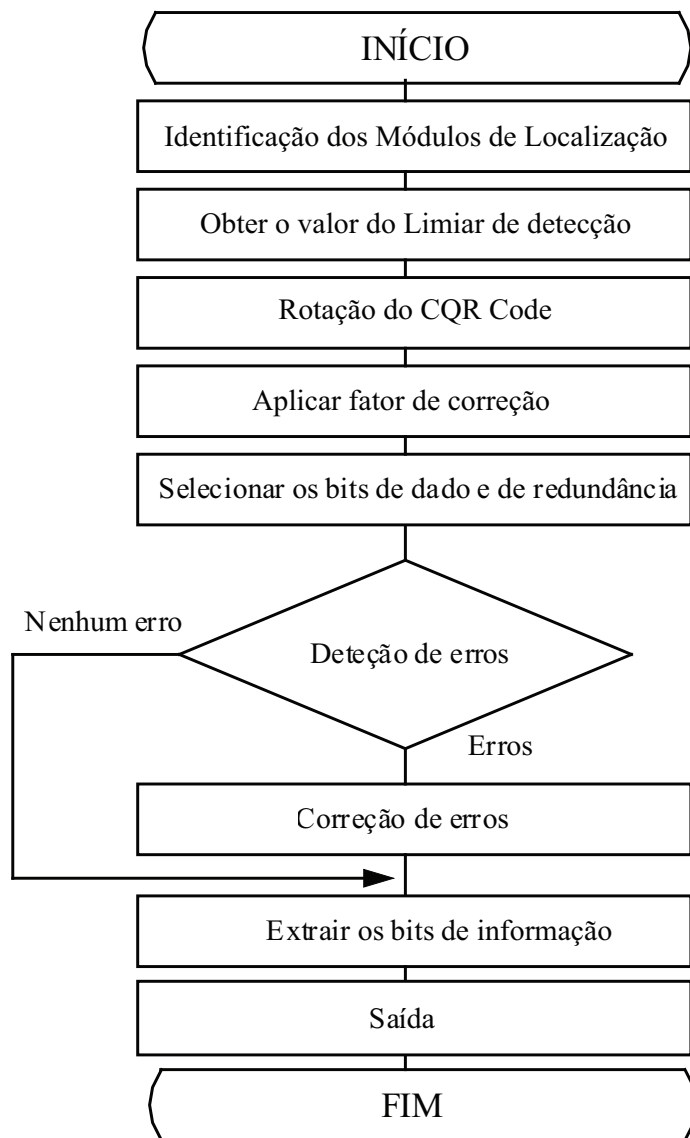 INÍCIO
Identificação dos Módulos de Localização
Obter o valor do Limiar de detecção
Rotação do CQR Code
Aplicar fator de correção
Selecionar os bits de dado e de redundância
Nenhum erro
Deteção de erros
Erros
Correção de erros
Extrair os bits de informação
Saída
FIM